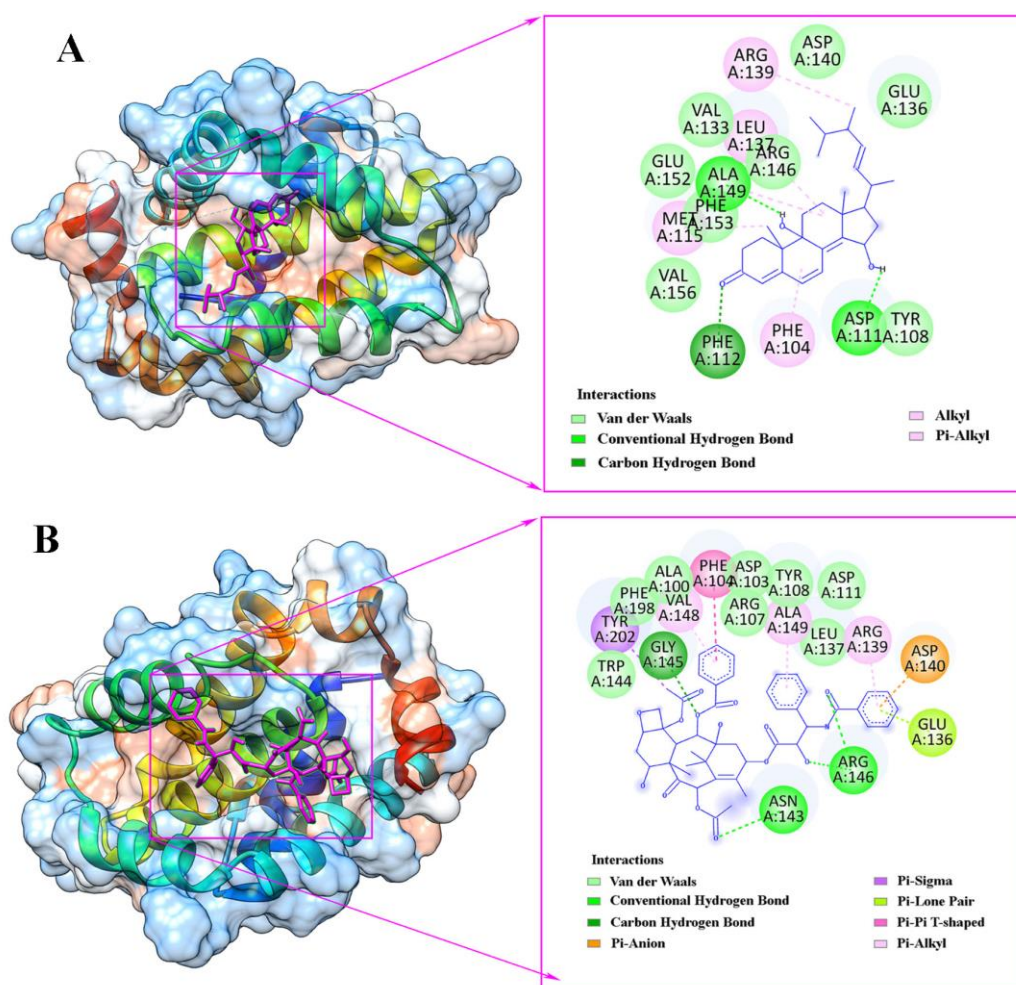 A
ARG
A:139
ASP
A:140
GLU
A:136
VAL
A:133
LEU
A:137
ARG
A:146
GLU
A:152
ALA
A:149
PHE
A:153
MET
A:115
VAL
A:156
PHE
A:112
PHE
A:104
ASP
A:111
TYR
A:108
H
O
O
O
H
Interactions
Van der Waals
Conventional Hydrogen Bond
Carbon Hydrogen Bond
Alkyl
Pi-Alkyl
B
PHE
A:104
ALA
A:100
ASP
A:103
TYR
A:108
ASP
A:111
PHE
A:198
VAL
A:148
ARG
A:107
ALA
A:149
LEU
A:137
ARG
A:139
TYR
A:202
GLY
A:145
TRP
A:144
ASP
A:140
GLU
A:136
ARG
A:146
ASN
A:143
Interactions
Van der Waals
Conventional Hydrogen Bond
Carbon Hydrogen Bond
Pi-Anion
Pi-Sigma
Pi-Lone Pair
Pi-Pi T-shaped
Pi-Alkyl